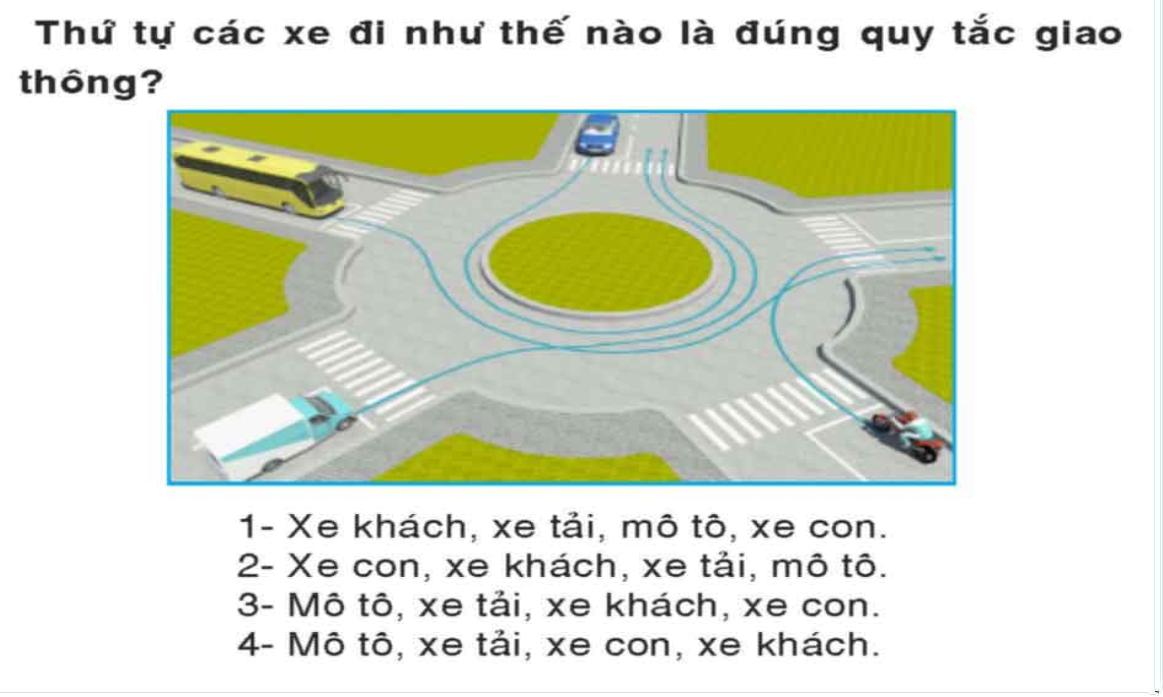 Thứ tự các xe đi như thế nào là đúng quy tắc giao
thông?
1- Xe khách, xe tải, mô tô, xe con.
2- Xe con, xe khách, xe tải, mô tô.
3- Mô tô, xe tải, xe khách, xe con.
4- Mô tô, xe tải, xe con, xe khách.